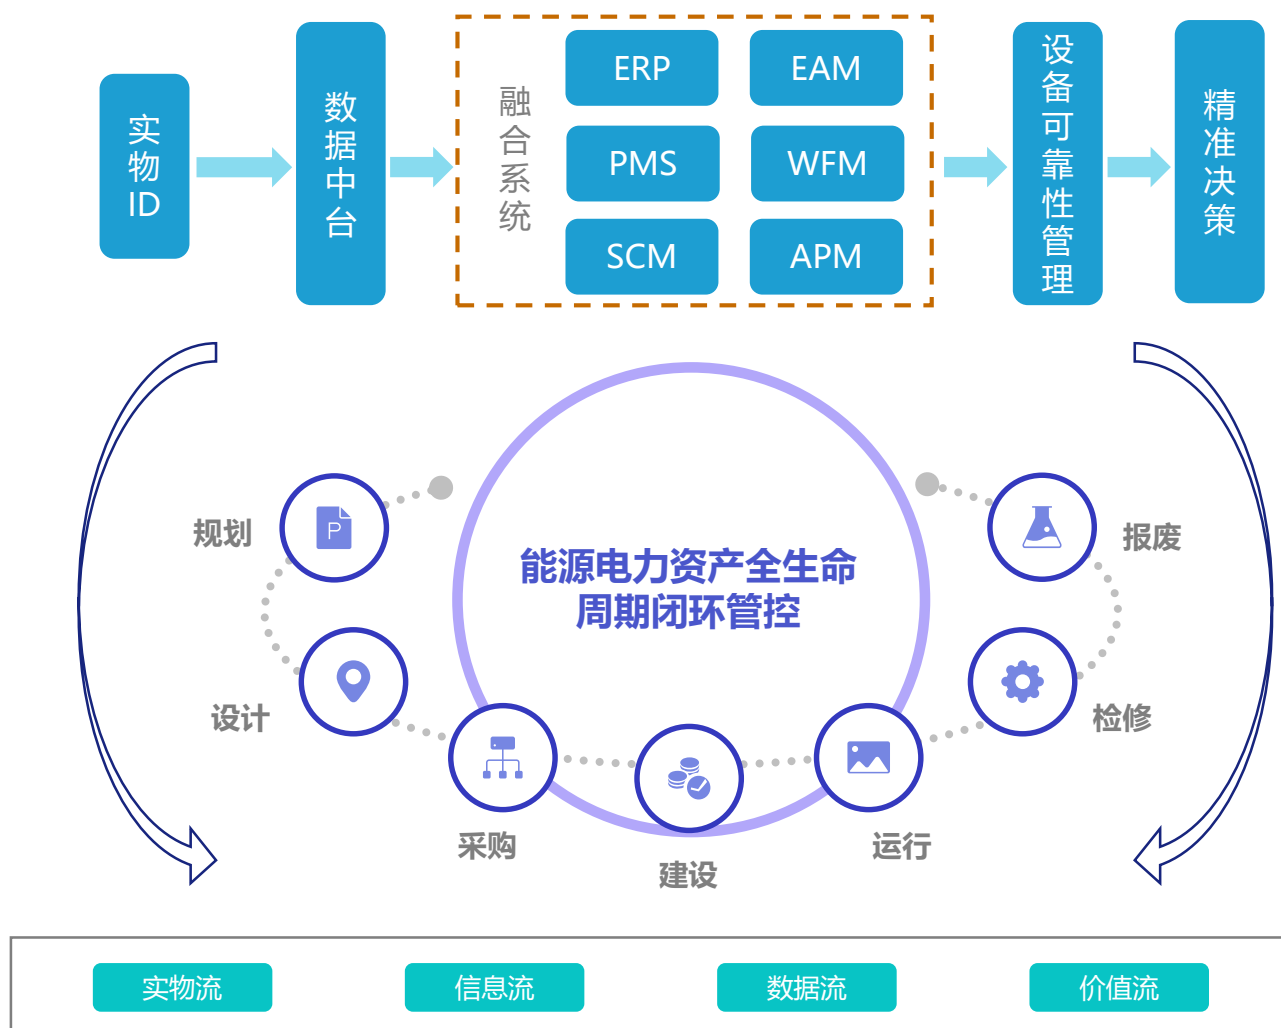 实物ID
数据中台
融合系统
ERP
EAM
PMS
WFM
SCM
APM
设备可靠性管理
精准决策
规划
P
报废
能源电力资产全生命
周期闭环管控
设计
检修
采购
建设
运行
实物流
信息流
数据流
价值流